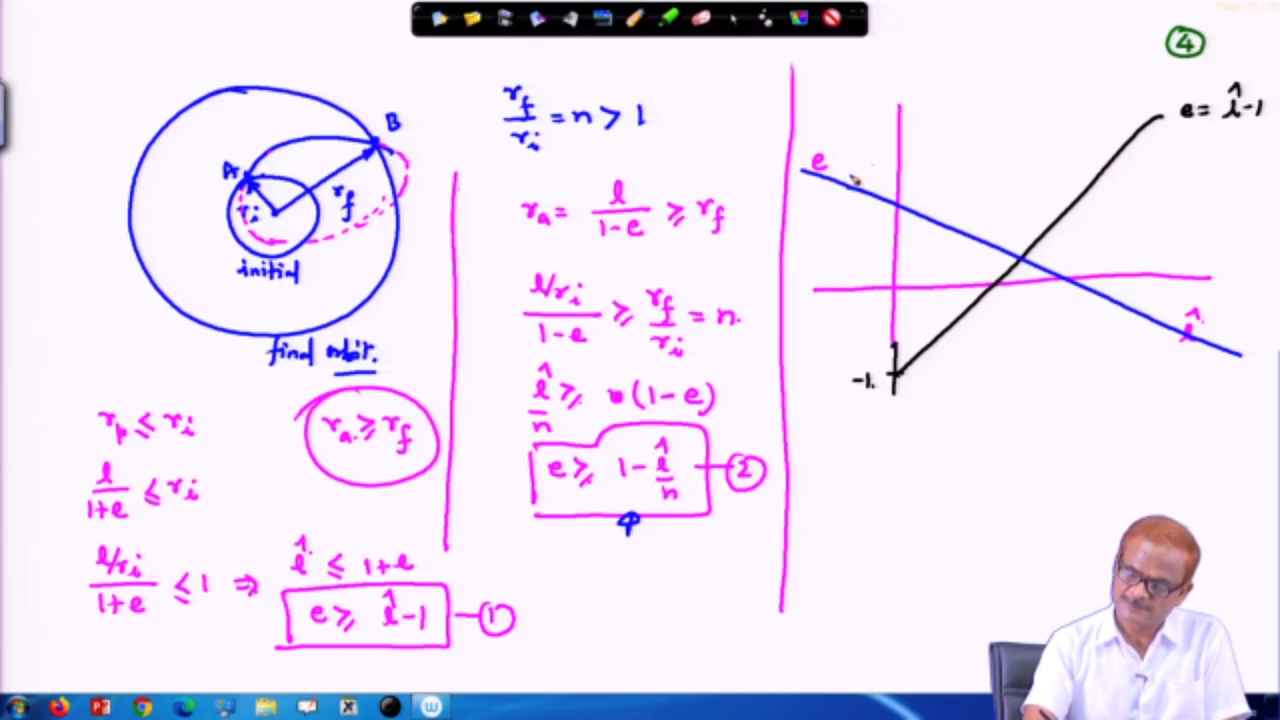 ④
B
A
r_i
r_f
initial
final orbit.
r_p ≤ r_i
l/(1+e) ≤ r_i
(l/r_i)/(1+e) ≤ 1 ⇒ l̂ ≤ 1+e
e ≥ l̂-1 —①
r_a ≥ r_f
r_f/r_i = n > 1
r_a = l/(1-e) ≥ r_f
(l/r_i)/(1-e) ≥ r_f/r_i = n.
l̂/n ≥ (1-e)
e ≥ 1 - l̂/n —②
e = l̂-1
e
l̂
-1.